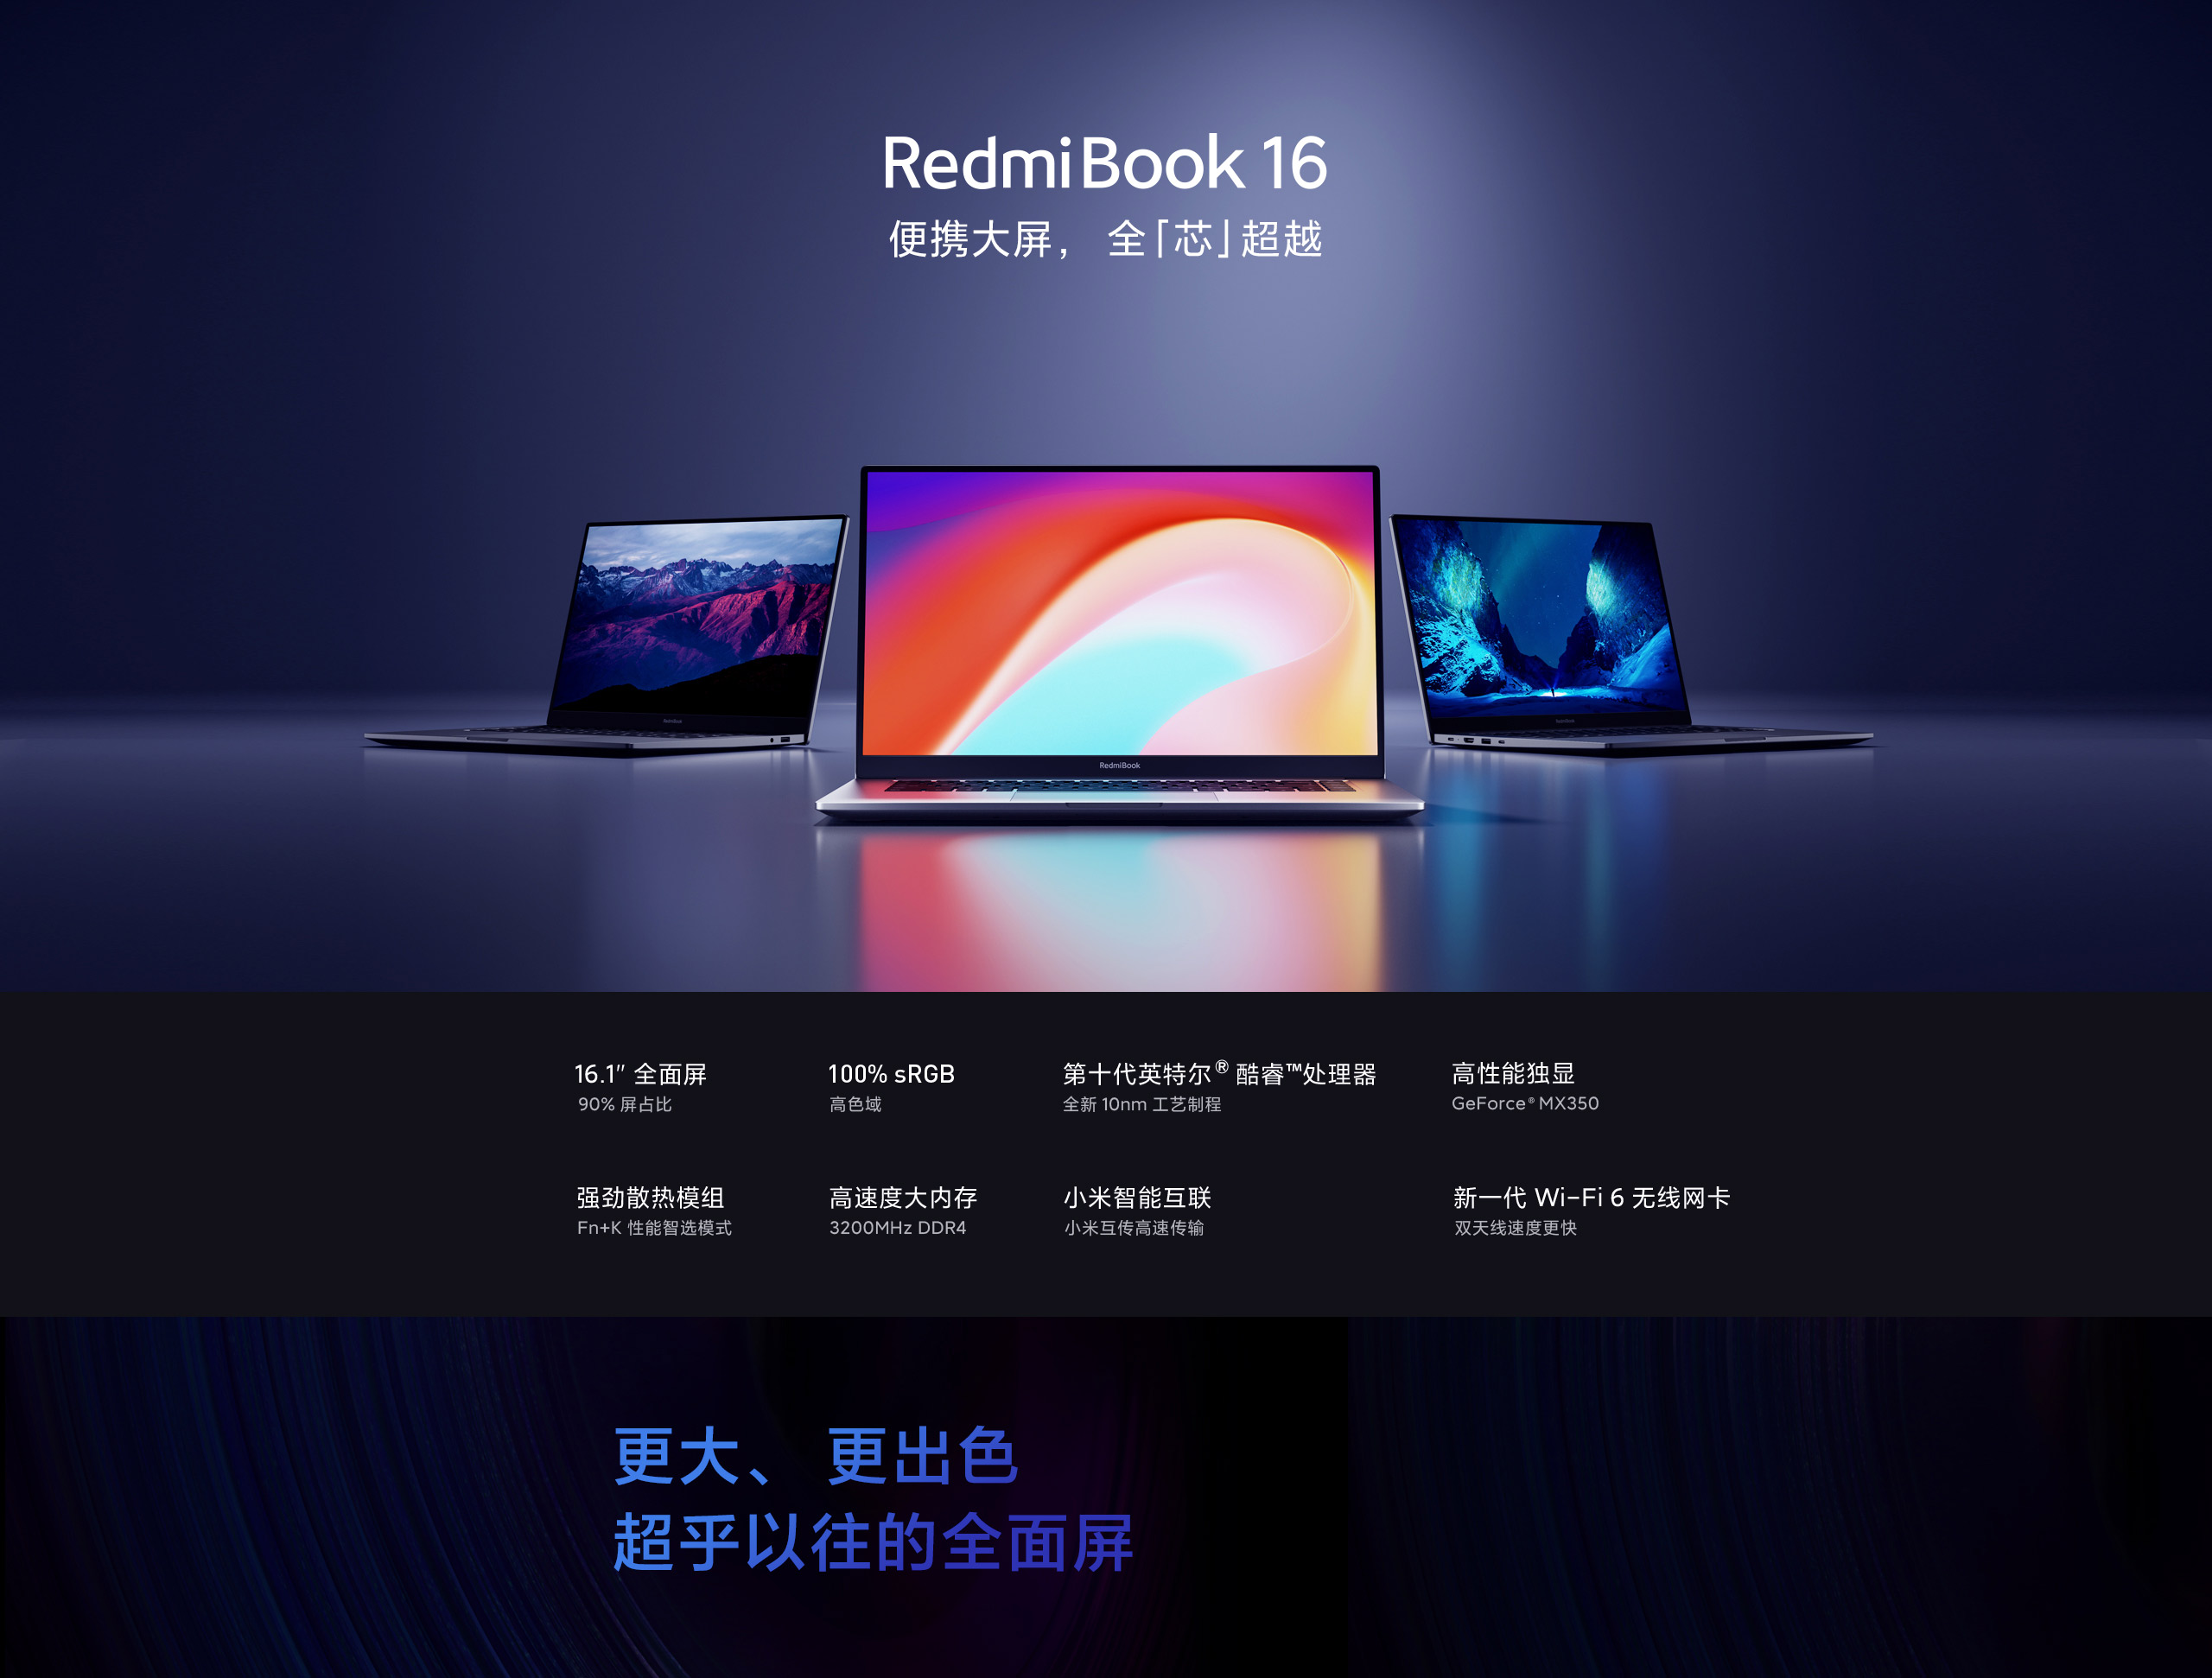 RedmiBook 16
便携大屏， 全「芯」超越
RedmiBook
RedmiBook
RedmiBook
16.1″ 全面屏
90% 屏占比
100% sRGB
高色域
第十代英特尔® 酷睿™处理器
全新 10nm 工艺制程
高性能独显
GeForce® MX350
强劲散热模组
Fn+K 性能智选模式
高速度大内存
3200MHz DDR4
小米智能互联
小米互传高速传输
新一代 Wi-Fi 6 无线网卡
双天线速度更快
更大、 更出色
超乎以往的全面屏